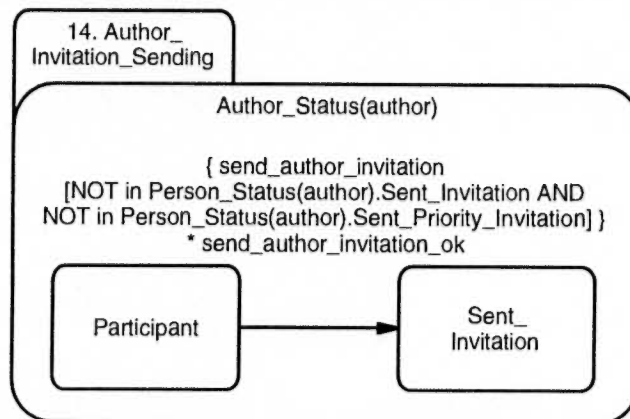 14. Author_
Invitation_Sending
Author_Status(author)
{ send_author_invitation
[NOT in Person_Status(author).Sent_Invitation AND
NOT in Person_Status(author).Sent_Priority_Invitation] }
* send_author_invitation_ok
Participant
Sent_
Invitation